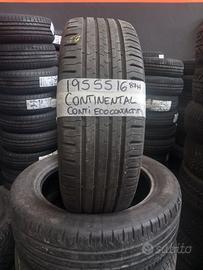 195 55 16 87H
CONTINENTAL
CONTI ECOCONTACT 5
subito